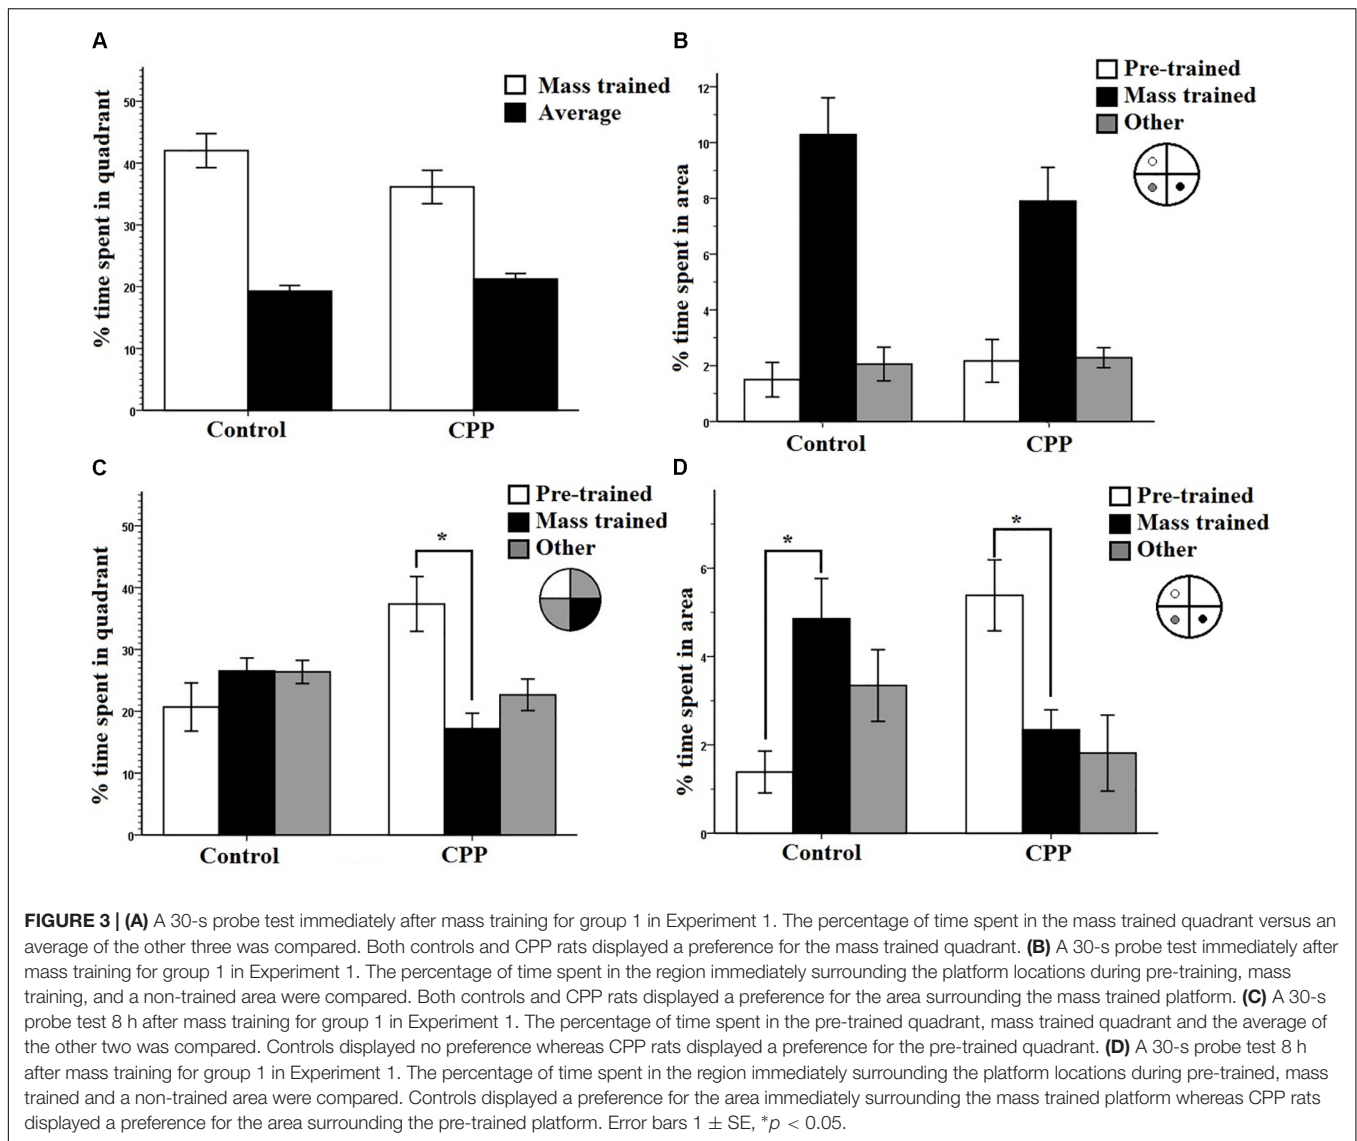 A
% time spent in quadrant
50
40
30
20
10
0
Mass trained
Average
Control
CPP
B
% time spent in area
12
10
8
6
4
2
0
Pre-trained
Mass trained
Other
Control
CPP
C
% time spent in quadrant
50
40
30
20
10
0
*
Pre-trained
Mass trained
Other
Control
CPP
D
% time spent in area
6
4
2
0
*
*
Pre-trained
Mass trained
Other
Control
CPP
FIGURE 3 | (A) A 30-s probe test immediately after mass training for group 1 in Experiment 1. The percentage of time spent in the mass trained quadrant versus an
average of the other three was compared. Both controls and CPP rats displayed a preference for the mass trained quadrant. (B) A 30-s probe test immediately after
mass training for group 1 in Experiment 1. The percentage of time spent in the region immediately surrounding the platform locations during pre-training, mass
training, and a non-trained area were compared. Both controls and CPP rats displayed a preference for the area surrounding the mass trained platform. (C) A 30-s
probe test 8 h after mass training for group 1 in Experiment 1. The percentage of time spent in the pre-trained quadrant, mass trained quadrant and the average of
the other two was compared. Controls displayed no preference whereas CPP rats displayed a preference for the pre-trained quadrant. (D) A 30-s probe test 8 h
after mass training for group 1 in Experiment 1. The percentage of time spent in the region immediately surrounding the platform locations during pre-trained, mass
trained and a non-trained area were compared. Controls displayed a preference for the area immediately surrounding the mass trained platform whereas CPP rats
displayed a preference for the area surrounding the pre-trained platform. Error bars 1 ± SE, *p < 0.05.